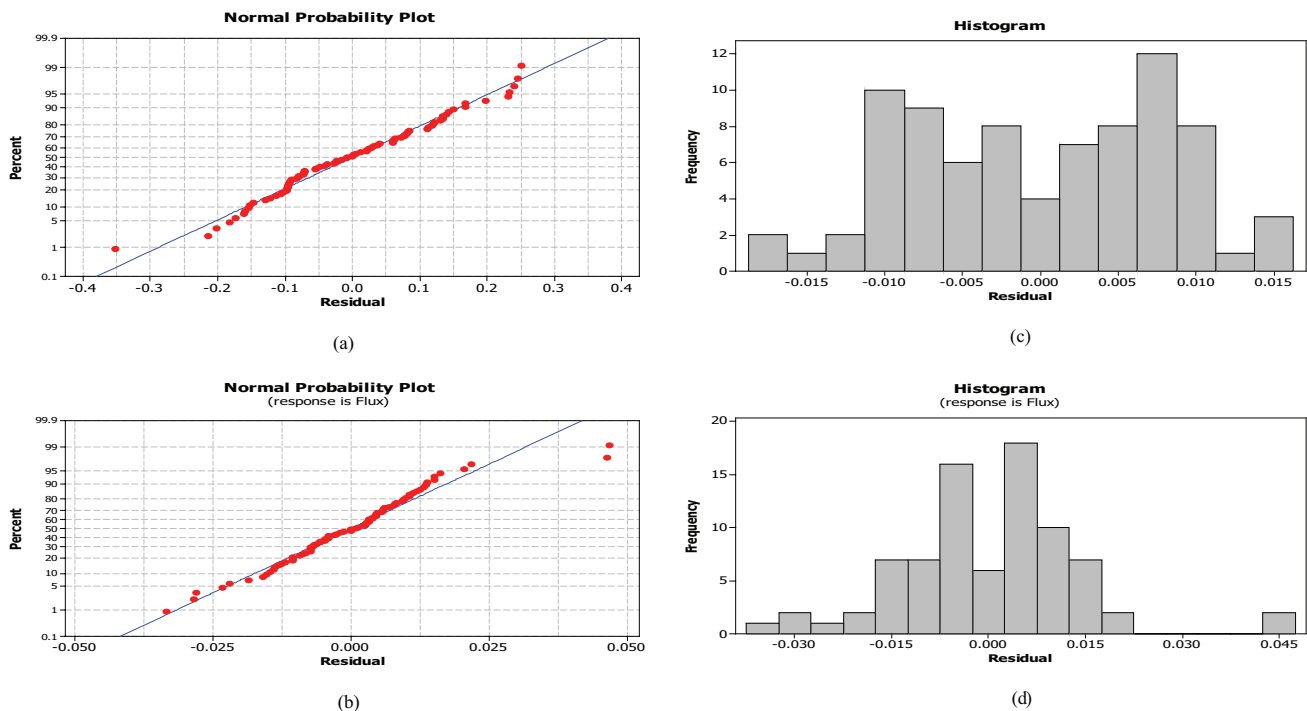 Normal Probability Plot
99.9
99
95
90
80
70
60
50
40
30
20
10
5
1
0.1
Percent
-0.4 -0.3 -0.2 -0.1 0.0 0.1 0.2 0.3 0.4
Residual
(a)
Histogram
12
10
8
6
4
2
0
Frequency
-0.015 -0.010 -0.005 0.000 0.005 0.010 0.015
Residual
(c)
Normal Probability Plot
(response is Flux)
99.9
99
95
90
80
70
60
50
40
30
20
10
5
1
0.1
Percent
-0.050 -0.025 0.000 0.025 0.050
Residual
(b)
Histogram
(response is Flux)
20
15
10
5
0
Frequency
-0.030 -0.015 0.000 0.015 0.030 0.045
Residual
(d)